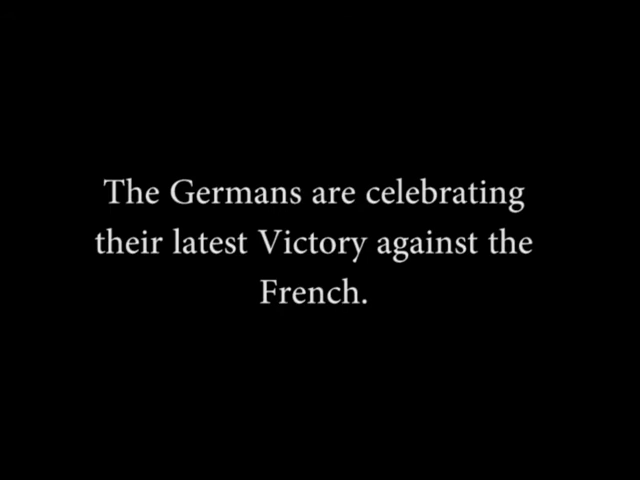 The Germans are celebrating
their latest Victory against the
French.